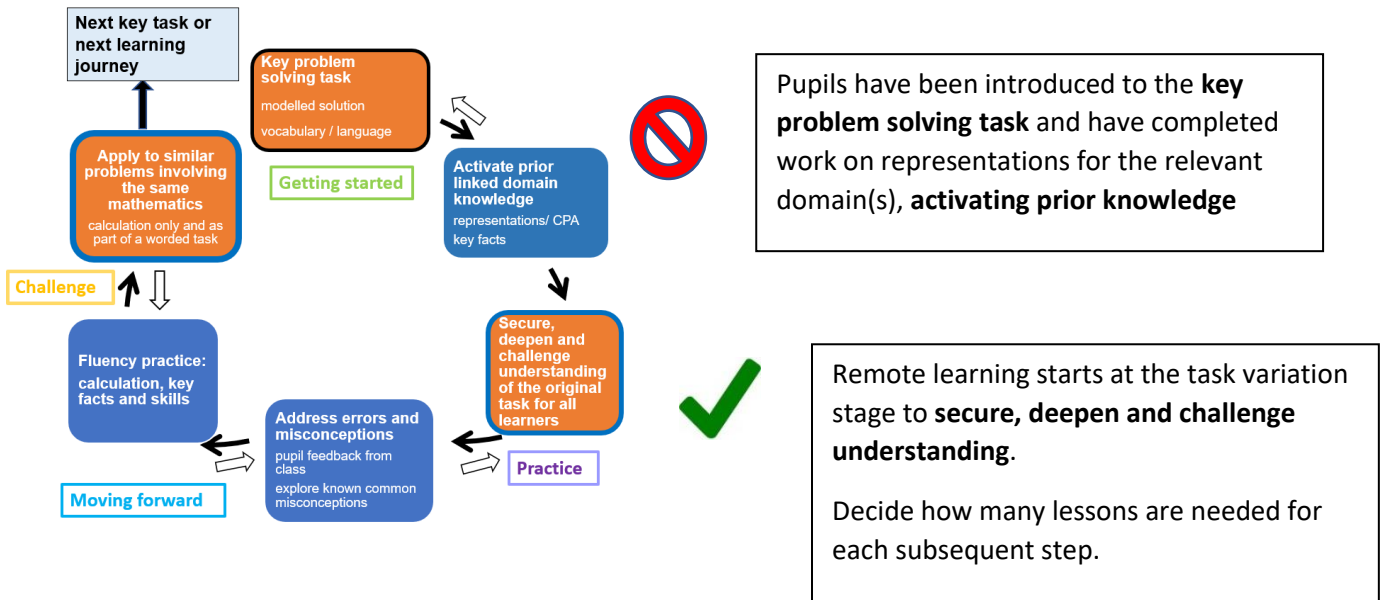 Next key task or
next learning
journey
Key problem
solving task
modelled solution
vocabulary / language
Getting started
Activate prior
linked domain
knowledge
representations/ CPA
key facts
Secure,
deepen and
challenge
understanding
of the original
task for all
learners
Practice
Address errors and
misconceptions
pupil feedback from
class
explore known common
misconceptions
Moving forward
Fluency practice:
calculation, key
facts and skills
Challenge
Apply to similar
problems involving
the same
mathematics
calculation only and as
part of a worded task
Pupils have been introduced to the key
problem solving task and have completed
work on representations for the relevant
domain(s), activating prior knowledge
Remote learning starts at the task variation
stage to secure, deepen and challenge
understanding.
Decide how many lessons are needed for
each subsequent step.